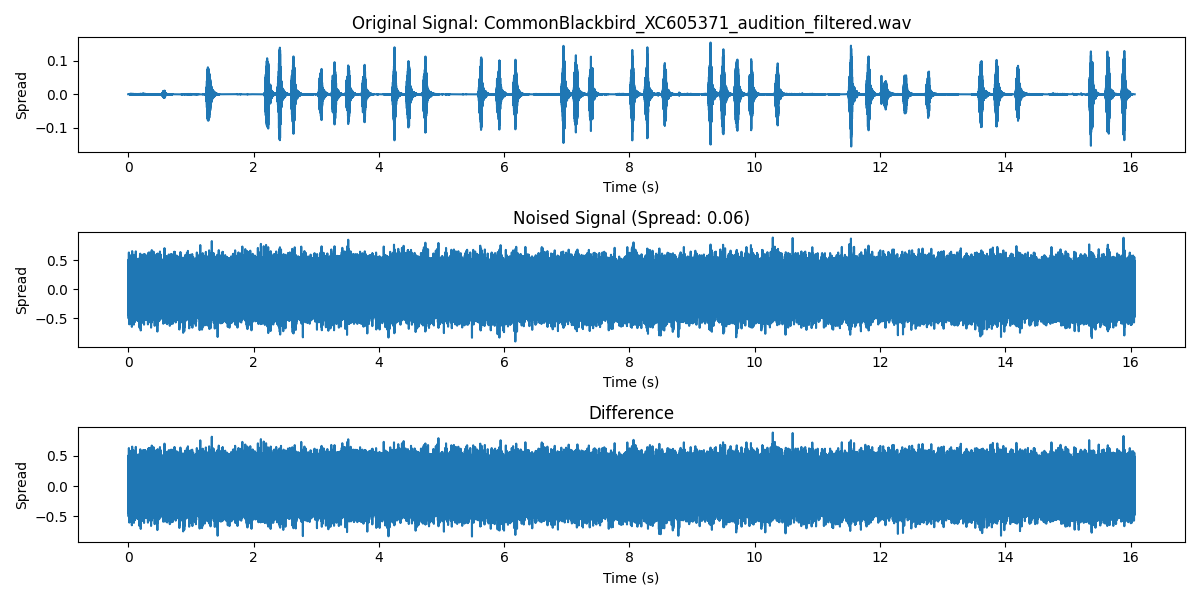 Original Signal: CommonBlackbird_XC605371_audition_filtered.wav
Spread
0.1
0.0
−0.1
0 2 4 6 8 10 12 14 16
Time (s)
Noised Signal (Spread: 0.06)
Spread
0.5
0.0
−0.5
0 2 4 6 8 10 12 14 16
Time (s)
Difference
Spread
0.5
0.0
−0.5
0 2 4 6 8 10 12 14 16
Time (s)